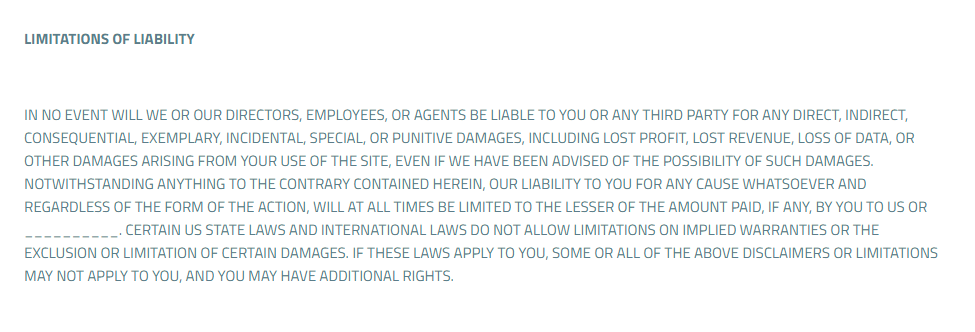 LIMITATIONS OF LIABILITY
IN NO EVENT WILL WE OR OUR DIRECTORS, EMPLOYEES, OR AGENTS BE LIABLE TO YOU OR ANY THIRD PARTY FOR ANY DIRECT, INDIRECT,
CONSEQUENTIAL, EXEMPLARY, INCIDENTAL, SPECIAL, OR PUNITIVE DAMAGES, INCLUDING LOST PROFIT, LOST REVENUE, LOSS OF DATA, OR
OTHER DAMAGES ARISING FROM YOUR USE OF THE SITE, EVEN IF WE HAVE BEEN ADVISED OF THE POSSIBILITY OF SUCH DAMAGES.
NOTWITHSTANDING ANYTHING TO THE CONTRARY CONTAINED HEREIN, OUR LIABILITY TO YOU FOR ANY CAUSE WHATSOEVER AND
REGARDLESS OF THE FORM OF THE ACTION, WILL AT ALL TIMES BE LIMITED TO THE LESSER OF THE AMOUNT PAID, IF ANY, BY YOU TO US OR
__________. CERTAIN US STATE LAWS AND INTERNATIONAL LAWS DO NOT ALLOW LIMITATIONS ON IMPLIED WARRANTIES OR THE
EXCLUSION OR LIMITATION OF CERTAIN DAMAGES. IF THESE LAWS APPLY TO YOU, SOME OR ALL OF THE ABOVE DISCLAIMERS OR LIMITATIONS
MAY NOT APPLY TO YOU, AND YOU MAY HAVE ADDITIONAL RIGHTS.